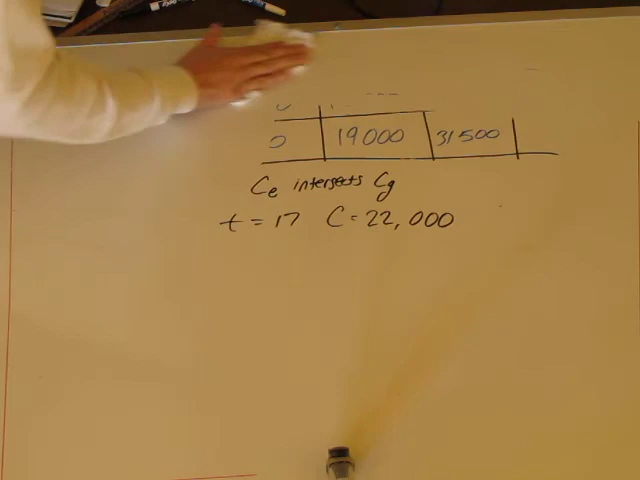 0 19000 31500
Ce intersects Cg
t = 17 C = 22,000